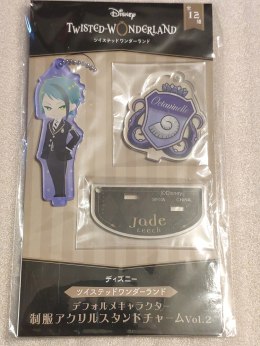 Disney
TWISTED-WONDERLAND
ツイステッドワンダーランド
全12種
Octavinelle
©Disney
Jade
Leech
ディズニー
ツイステッドワンダーランド
デフォルメキャラクター
制服アクリルスタンドチャームVol.2